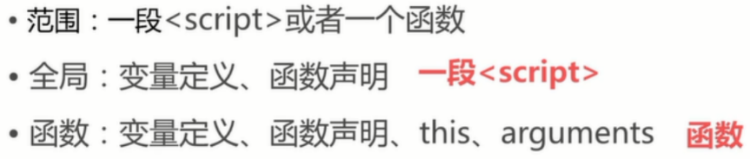 • 范围：一段<script>或者一个函数
• 全局：变量定义、函数声明 一段<script>
• 函数：变量定义、函数声明、this、arguments 函数